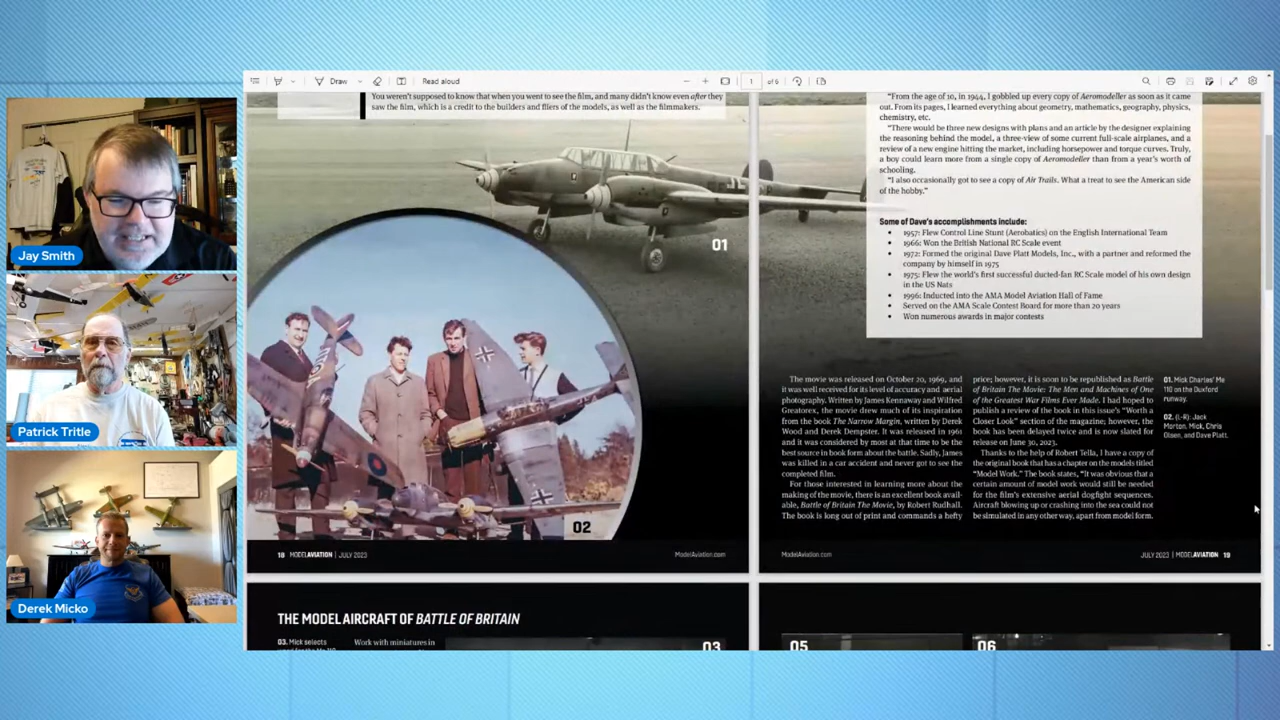 Draw
Read aloud
1 of 6
You weren't supposed to know that when you went to see the film, and many didn't know even after they
saw the film, which is a credit to the builders and fliers of the models, as well as the filmmakers.
01
02
18 MODELAVIATION | JULY 2023
ModelAviation.com
"From the age of 10, in 1944, I gobbled up every copy of Aeromodeller as soon as it came
out. From its pages, I learned everything about geometry, mathematics, geography, physics,
chemistry, etc.
"There would be three new designs with plans and an article by the designer explaining
the reasoning behind the model, a three-view of some current full-scale airplanes, and a
review of a new engine hitting the market, including horsepower and torque curves. Truly,
a boy could learn more from a single copy of Aeromodeller than from a year's worth of
schooling.
"I also occasionally got to see a copy of Air Trails. What a treat to see the American side
of the hobby."
Some of Dave's accomplishments include:
• 1957: Flew Control Line Stunt (Aerobatics) on the English International Team
• 1966: Won the British National RC Scale event
• 1972: Formed the original Dave Platt Models, Inc., with a partner and reformed the
company by himself in 1975
• 1975: Flew the world's first successful ducted-fan RC Scale model of his own design
in the US Nats
• 1996: Inducted into the AMA Model Aviation Hall of Fame
• Served on the AMA Scale Contest Board for more than 20 years
• Won numerous awards in major contests
The movie was released on October 20, 1969, and
it was well received for its level of accuracy and aerial
photography. Written by James Kennaway and Wilfred
Greatorex, the movie drew much of its inspiration
from the book The Narrow Margin, written by Derek
Wood and Derek Dempster. It was released in 1961
and it was considered by most at that time to be the
best source in book form about the battle. Sadly, James
was killed in a car accident and never got to see the
completed film.
For those interested in learning more about the
making of the movie, there is an excellent book avail-
able, Battle of Britain The Movie, by Robert Rudhall.
The book is long out of print and commands a hefty
price; however, it is soon to be republished as Battle
of Britain The Movie: The Men and Machines of One
of the Greatest War Films Ever Made. I had hoped to
publish a review of the book in this issue's "Worth a
Closer Look" section of the magazine; however, the
book has been delayed twice and is now slated for
release on June 30, 2023.
Thanks to the help of Robert Tella, I have a copy of
the original book that has a chapter on the models titled
"Model Work." The book states, "It was obvious that a
certain amount of model work would still be needed
for the film's extensive aerial dogfight sequences.
Aircraft blowing up or crashing into the sea could not
be simulated in any other way, apart from model form.
01. Mick Charles' Me
110 on the Duxford
runway.
02. (L-R): Jack
Morton, Mick, Chris
Olsen, and Dave Platt.
ModelAviation.com
JULY 2023 | MODELAVIATION 19
THE MODEL AIRCRAFT OF BATTLE OF BRITAIN
03. Mick selects
Work with miniatures in
03
05
06
Jay Smith
Patrick Tritle
Derek Micko